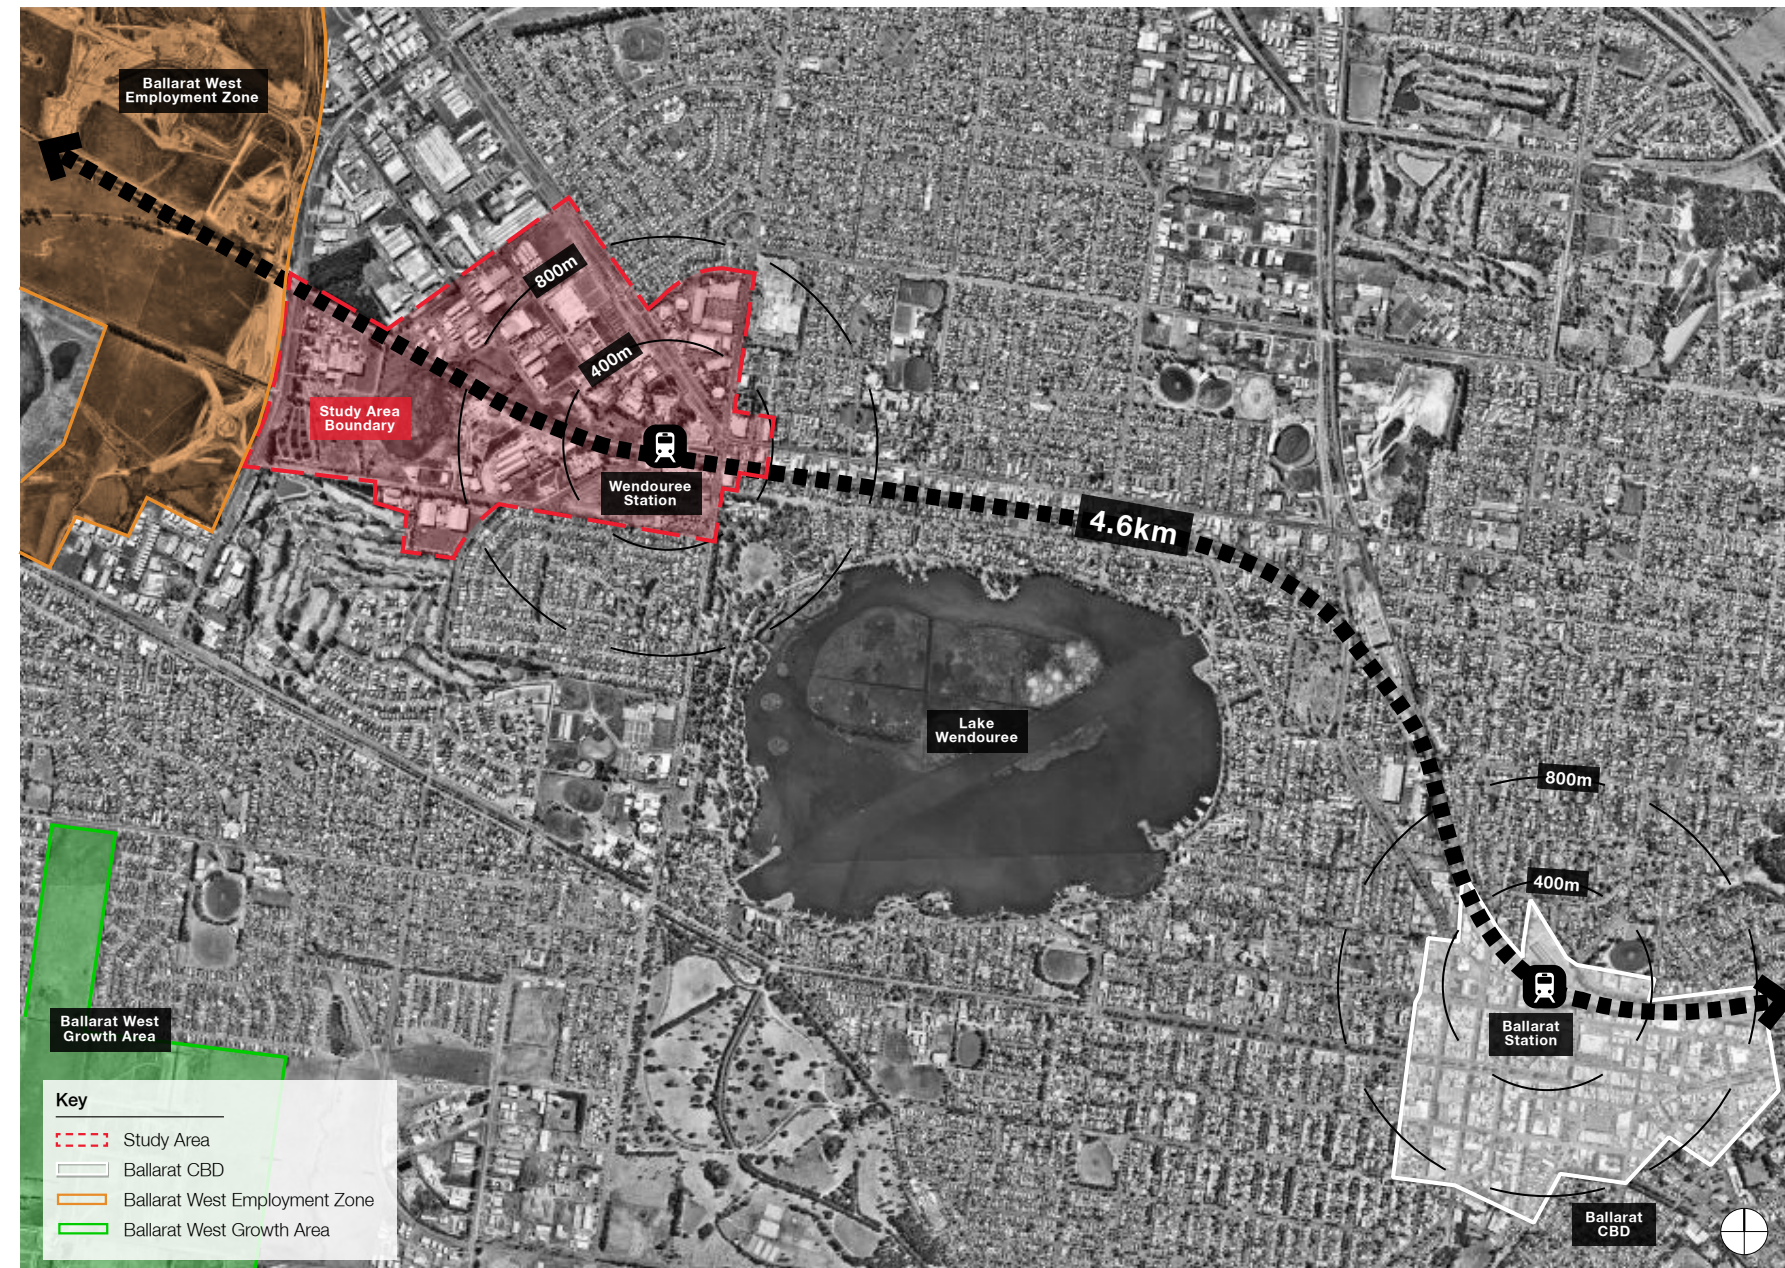 Ballarat West
Employment Zone
800m
400m
Study Area
Boundary
Wendouree
Station
4.6km
Lake
Wendouree
800m
400m
Ballarat West
Growth Area
Ballarat
Station
Key
Study Area
Ballarat CBD
Ballarat West Employment Zone
Ballarat West Growth Area
Ballarat
CBD